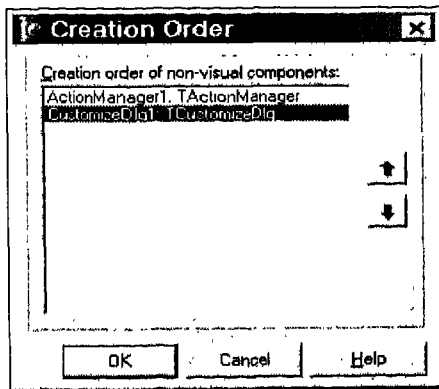 Creation Order
Creation order of non-visual components:
ActionManager1: TActionManager
CustomizeDlg1: TCustomizeDlg
OK
Cancel
Help